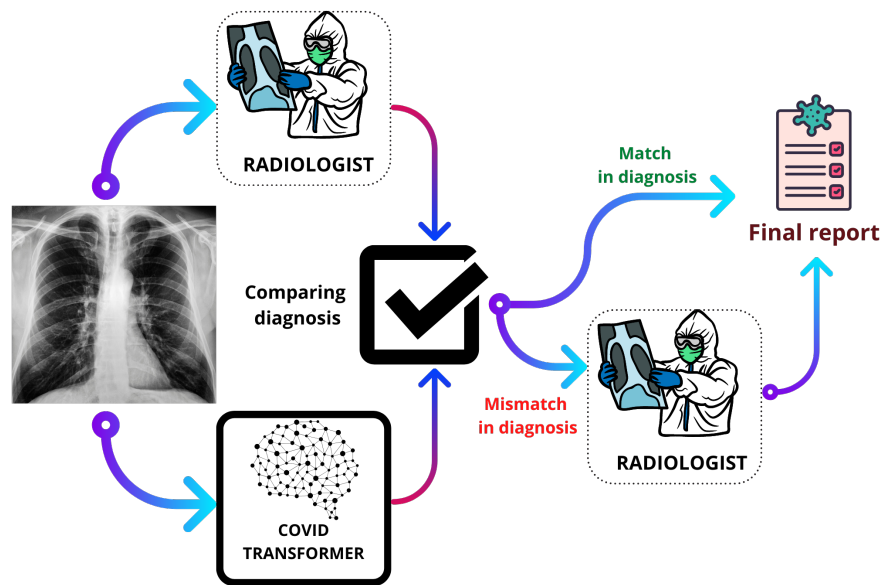 RADIOLOGIST
Match
in diagnosis
Final report
Comparing
diagnosis
Mismatch
in diagnosis
RADIOLOGIST
COVID
TRANSFORMER